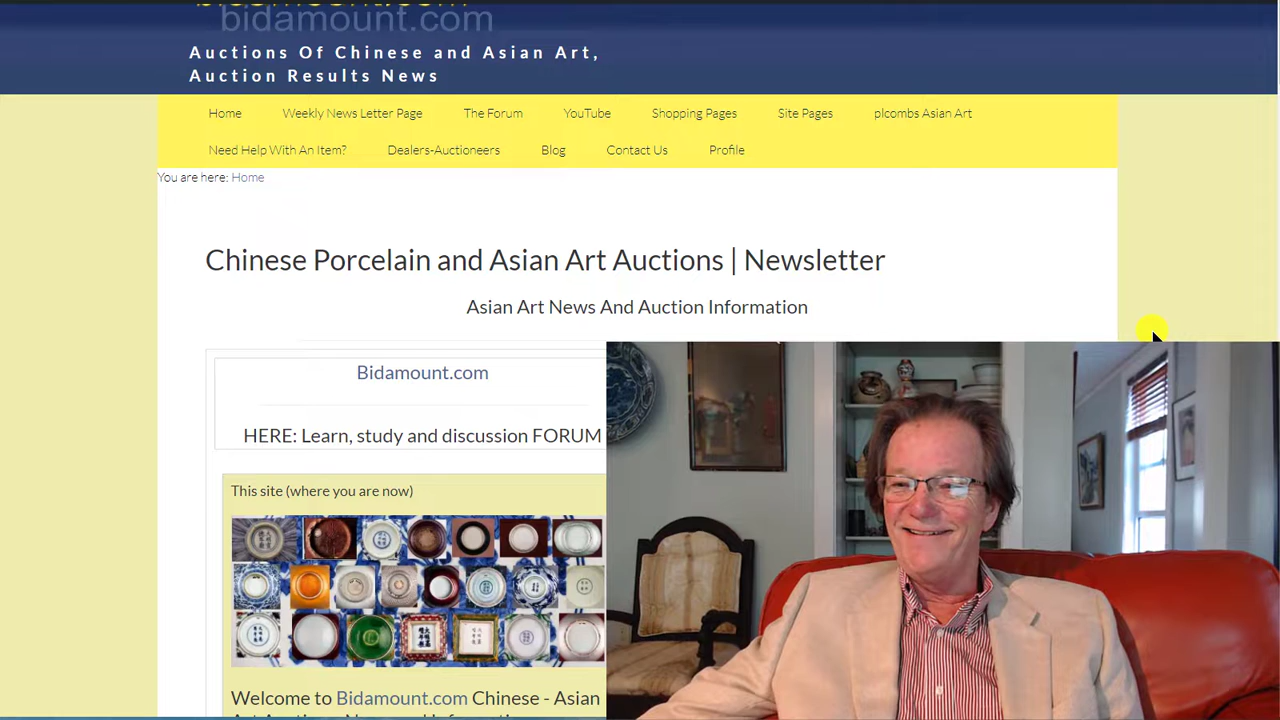 bidamount.com
Auctions Of Chinese and Asian Art,
Auction Results News
Home Weekly News Letter Page The Forum YouTube Shopping Pages Site Pages plcombs Asian Art
Need Help With An Item? Dealers-Auctioneers Blog Contact Us Profile
You are here: Home
Chinese Porcelain and Asian Art Auctions | Newsletter
Asian Art News And Auction Information
Bidamount.com
HERE: Learn, study and discussion FORUM
This site (where you are now)
Welcome to Bidamount.com Chinese - Asian